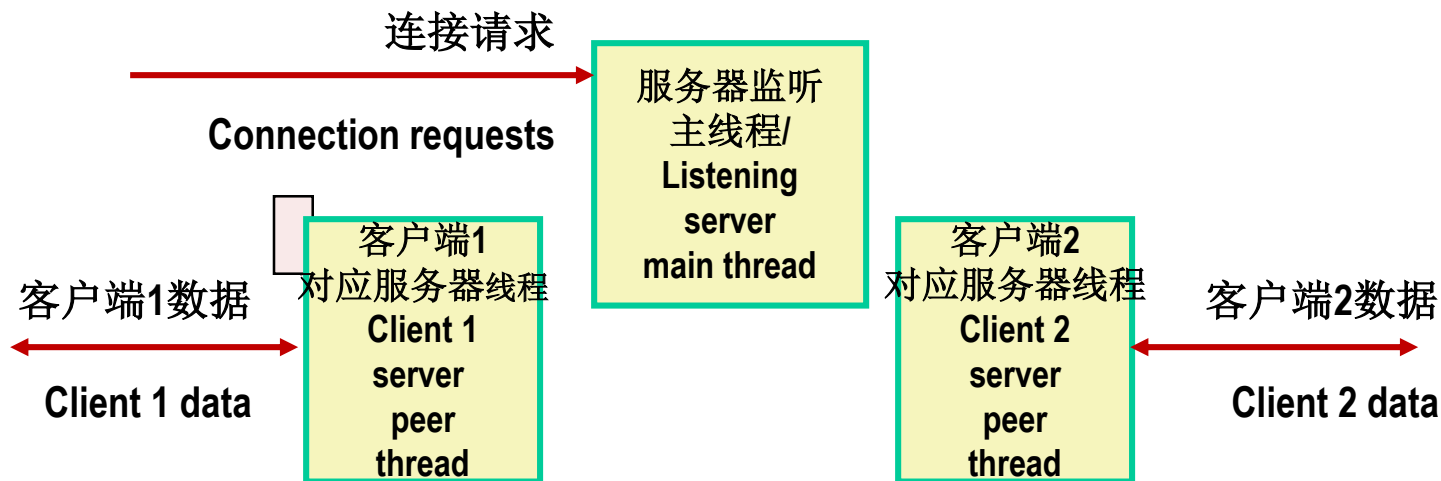 连接请求
Connection requests
服务器监听
主线程/
Listening
server
main thread
客户端1数据
Client 1 data
客户端1
对应服务器线程
Client 1
server
peer
thread
客户端2
对应服务器线程
Client 2
server
peer
thread
客户端2数据
Client 2 data